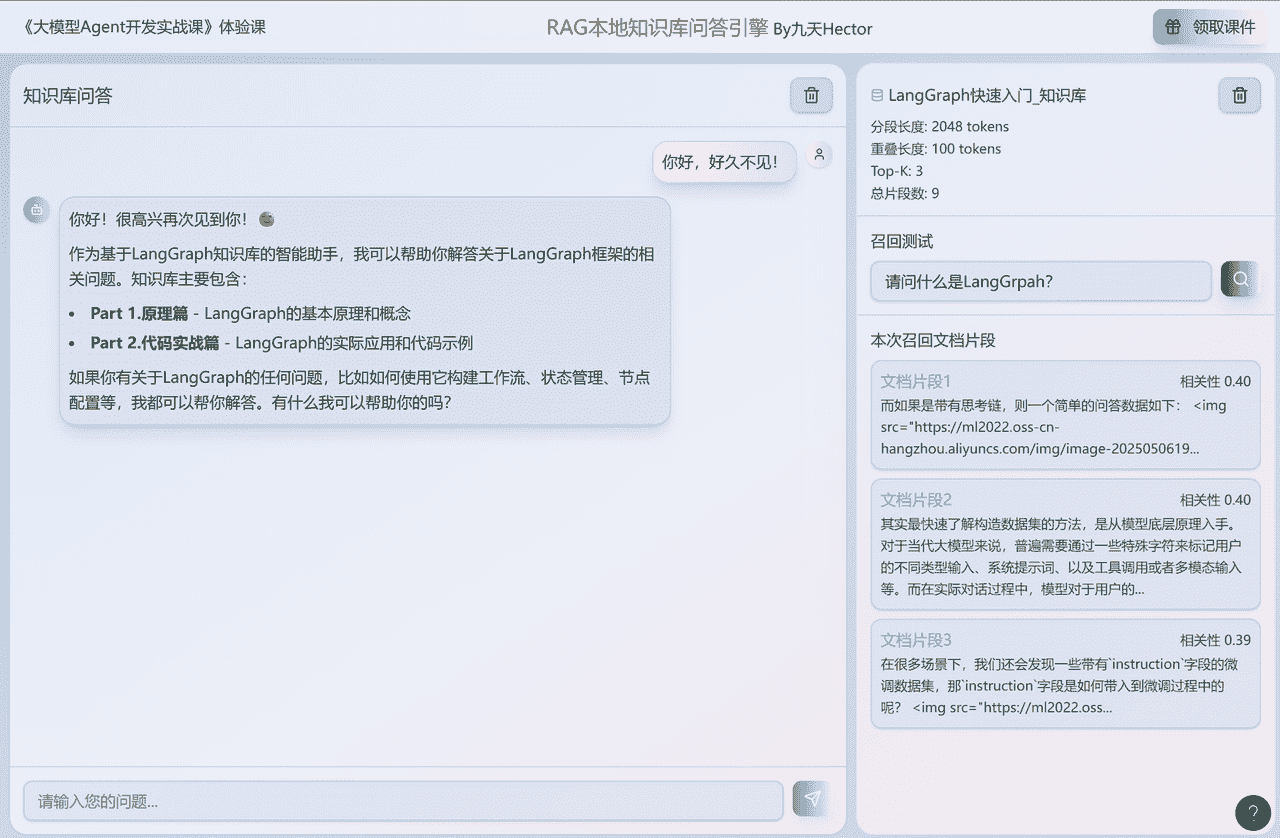 《大模型Agent开发实战课》体验课
RAG本地知识库问答引擎 By九天Hector
领取课件
知识库问答
你好，好久不见！
你好！很高兴再次见到你！
作为基于LangGraph知识库的智能助手，我可以帮助你解答关于LangGraph框架的相
关问题。知识库主要包含：
• Part 1.原理篇 - LangGraph的基本原理和概念
• Part 2.代码实战篇 - LangGraph的实际应用和代码示例
如果你有关于LangGraph的任何问题，比如如何使用它构建工作流、状态管理、节点
配置等，我都可以帮你解答。有什么我可以帮助你的吗？
请输入您的问题...
LangGraph快速入门_知识库
分段长度: 2048 tokens
重叠长度: 100 tokens
Top-K: 3
总片段数: 9
召回测试
请问什么是LangGrpah?
本次召回文档片段
文档片段1 相关性 0.40
而如果是带有思考链，则一个简单的问答数据如下： <img
src="https://ml2022.oss-cn-
hangzhou.aliyuncs.com/img/image-2025050619...
文档片段2 相关性 0.40
其实最快速了解构造数据集的方法，是从模型底层原理入手。
对于当代大模型来说，普遍需要通过一些特殊字符来标记用户
的不同类型输入、系统提示词、以及工具调用或者多模态输入
等。而在实际对话过程中，模型对于用户的...
文档片段3 相关性 0.39
在很多场景下，我们还会发现一些带有`instruction`字段的微
调数据集，那`instruction`字段是如何带入到微调过程中的
呢？ <img src="https://ml2022.oss...
?